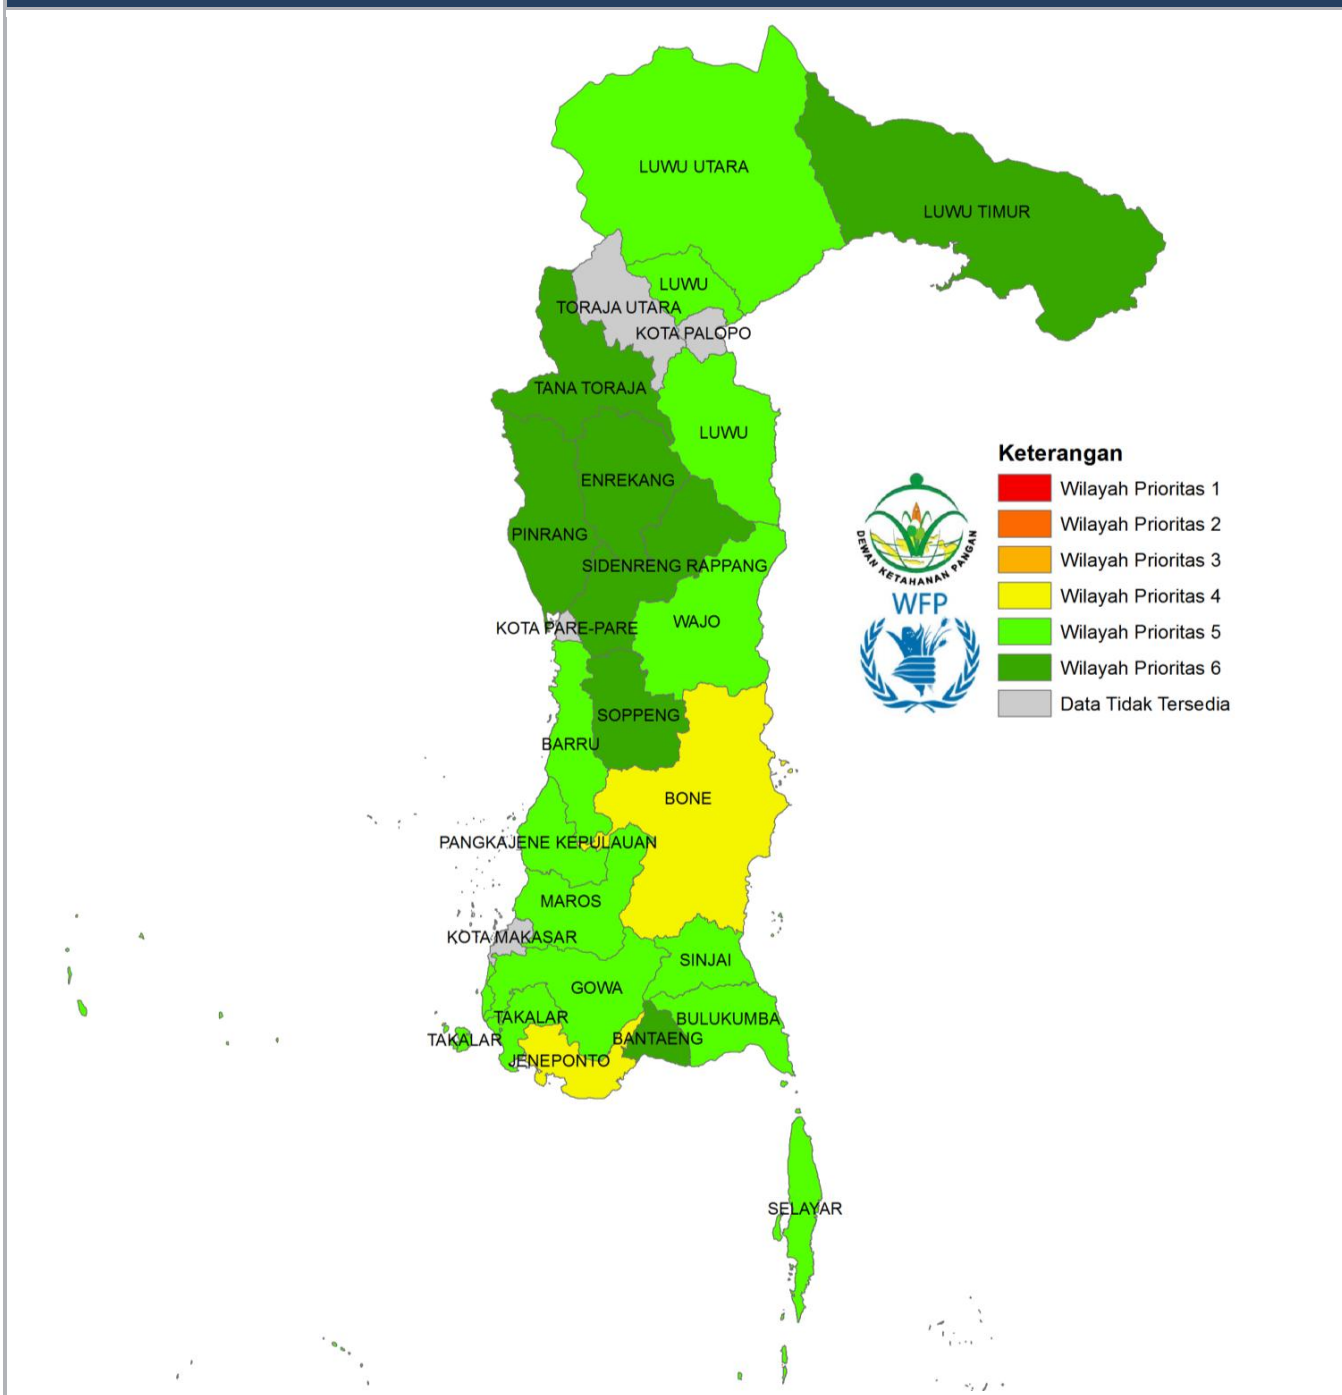 LUWU UTARA
LUWU TIMUR
LUWU
TORAJA UTARA
KOTA PALOPO
TANA TORAJA
LUWU
ENREKANG
PINRANG
SIDENRENG RAPPANG
WAJO
KOTA PARE-PARE
SOPPENG
BARRU
BONE
PANGKAJENE KEPULAUAN
MAROS
KOTA MAKASAR
SINJAI
GOWA
TAKALAR
BULUKUMBA
TAKALAR
BANTAENG
JENEPONTO
SELAYAR
Keterangan
Wilayah Prioritas 1
Wilayah Prioritas 2
Wilayah Prioritas 3
Wilayah Prioritas 4
Wilayah Prioritas 5
Wilayah Prioritas 6
Data Tidak Tersedia
DEWAN KETAHANAN PANGAN
WFP